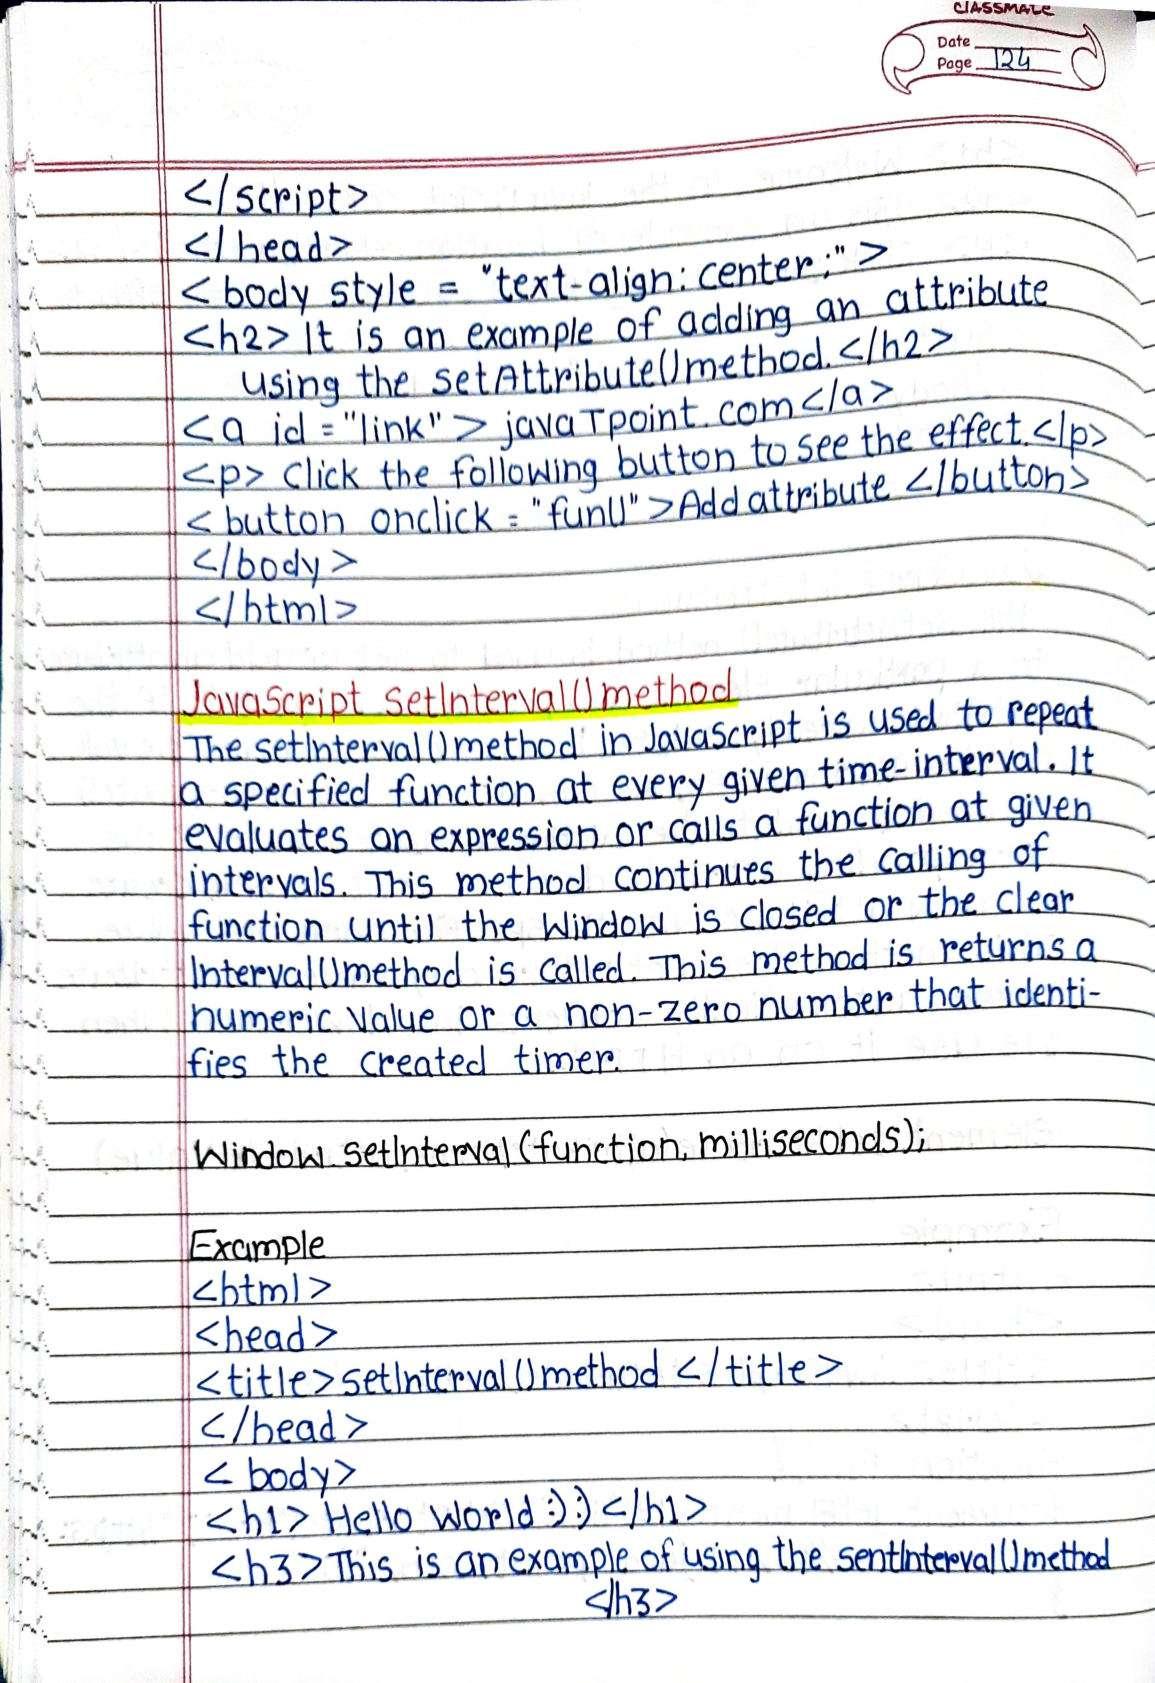 classmate
Date
Page 124
</script>
</head>
<body style = "text-align: center;">
<h2> It is an example of adding an attribute
using the setAttribute() method.</h2>
<a id = "link"> javaTpoint.com</a>
<p> Click the following button to see the effect.</p>
<button onclick = "fun()">Add attribute </button>
</body>
</html>
JavaScript setInterval() method
The setInterval() method in JavaScript is used to repeat
a specified function at every given time-interval. It
evaluates an expression or calls a function at given
intervals. This method continues the calling of
function until the window is closed or the clear
Interval() method is called. This method is returns a
numeric value or a non-zero number that identi-
fies the created timer.
Window.setInterval(function, milliseconds);
Example
<html>
<head>
<title>setInterval() method </title>
</head>
<body>
<h1> Hello World :) :) </h1>
<h3> This is an example of using the sentInterval() method
</h3>